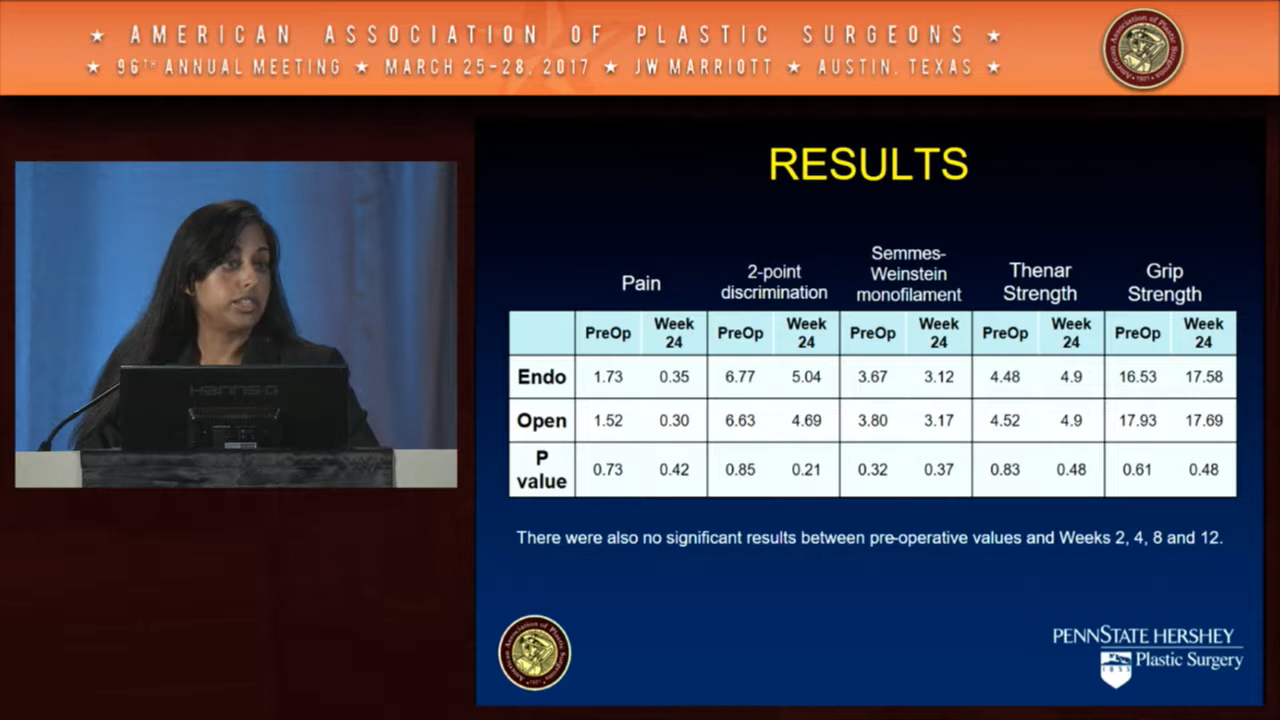 ★ AMERICAN ASSOCIATION OF PLASTIC SURGEONS ★
★ 96TH ANNUAL MEETING ★ MARCH 25-28, 2017 ★ JW MARRIOTT ★ AUSTIN, TEXAS ★
RESULTS
Pain
2-point
discrimination
Semmes-
Weinstein
monofilament
Thenar
Strength
Grip
Strength
PreOp Week 24 PreOp Week 24 PreOp Week 24 PreOp Week 24 PreOp Week 24
Endo 1.73 0.35 6.77 5.04 3.67 3.12 4.48 4.9 16.53 17.58
Open 1.52 0.30 6.63 4.69 3.80 3.17 4.52 4.9 17.93 17.69
P value 0.73 0.42 0.85 0.21 0.32 0.37 0.83 0.48 0.61 0.48
There were also no significant results between pre-operative values and Weeks 2, 4, 8 and 12.
HANNS.G
PENNSTATE HERSHEY
Plastic Surgery
1855